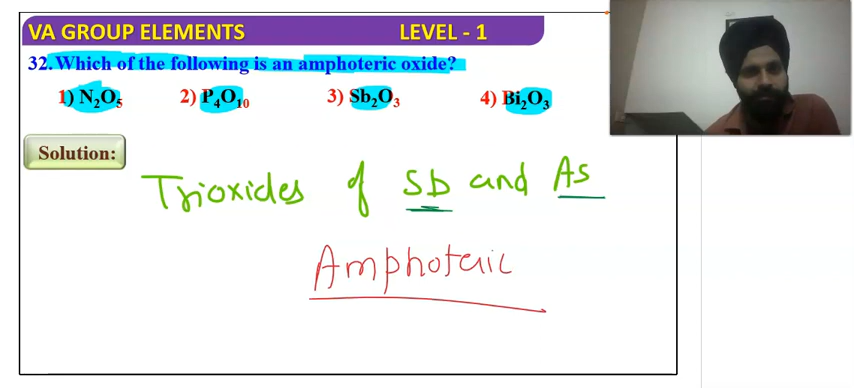 VA GROUP ELEMENTS LEVEL - 1
32. Which of the following is an amphoteric oxide?
1) N₂O₅ 2) P₄O₁₀ 3) Sb₂O₃ 4) Bi₂O₃
Solution:
Trioxides of Sb and As
Amphoteric